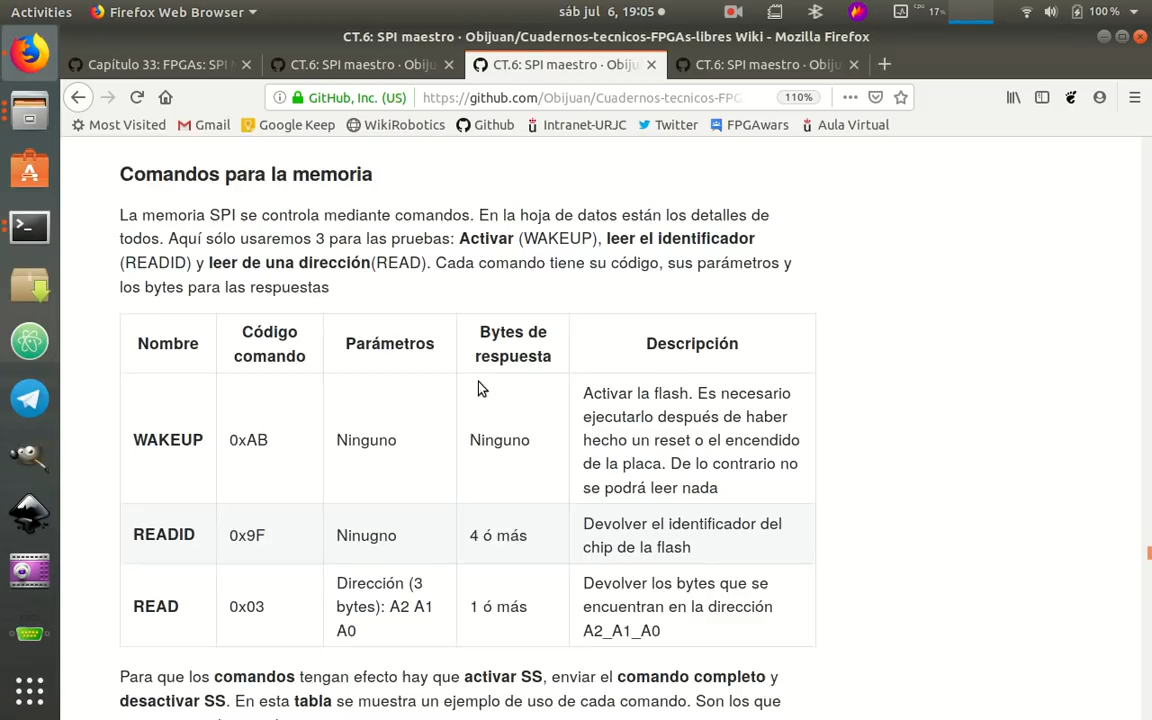 Activities
Firefox Web Browser
sáb jul 6, 19:05
cpu 17%
100 %
CT.6: SPI maestro · Obijuan/Cuadernos-tecnicos-FPGAs-libres Wiki - Mozilla Firefox
Capítulo 33: FPGAs: SPI M
CT.6: SPI maestro · Obiju
CT.6: SPI maestro · Obijua
CT.6: SPI maestro · Obiju
GitHub, Inc. (US)
https://github.com/Obijuan/Cuadernos-tecnicos-FPG
110%
Most Visited
Gmail
Google Keep
WikiRobotics
Github
Intranet-URJC
Twitter
FPGAwars
Aula Virtual
Comandos para la memoria
La memoria SPI se controla mediante comandos. En la hoja de datos están los detalles de
todos. Aquí sólo usaremos 3 para las pruebas: Activar (WAKEUP), leer el identificador
(READID) y leer de una dirección(READ). Cada comando tiene su código, sus parámetros y
los bytes para las respuestas
Nombre
Código
comando
Parámetros
Bytes de
respuesta
Descripción
WAKEUP
0xAB
Ninguno
Ninguno
Activar la flash. Es necesario
ejecutarlo después de haber
hecho un reset o el encendido
de la placa. De lo contrario no
se podrá leer nada
READID
0x9F
Ninugno
4 ó más
Devolver el identificador del
chip de la flash
READ
0x03
Dirección (3
bytes): A2 A1
A0
1 ó más
Devolver los bytes que se
encuentran en la dirección
A2_A1_A0
Para que los comandos tengan efecto hay que activar SS, enviar el comando completo y
desactivar SS. En esta tabla se muestra un ejemplo de uso de cada comando. Son los que